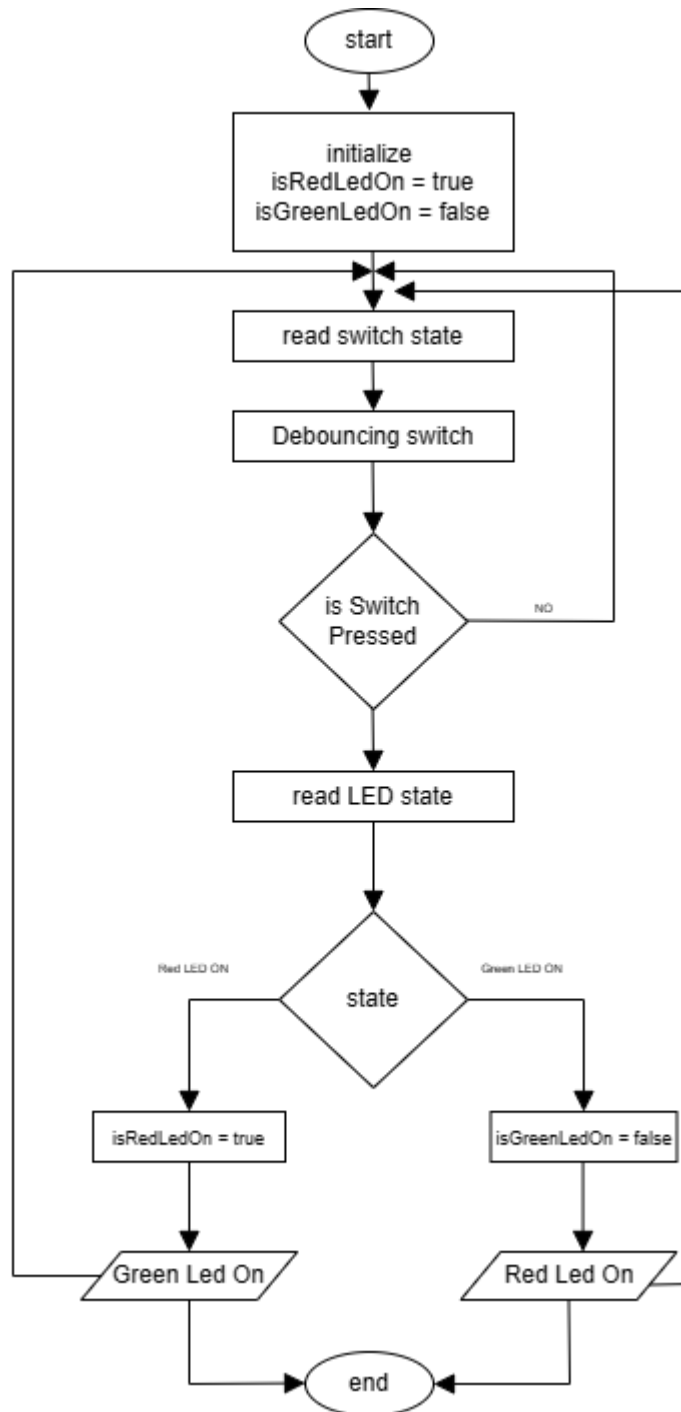 start
initialize
isRedLedOn = true
isGreenLedOn = false
read switch state
Debouncing switch
is Switch
Pressed
NO
read LED state
Red LED ON
Green LED ON
state
isRedLedOn = true
isGreenLedOn = false
Green Led On
Red Led On
end